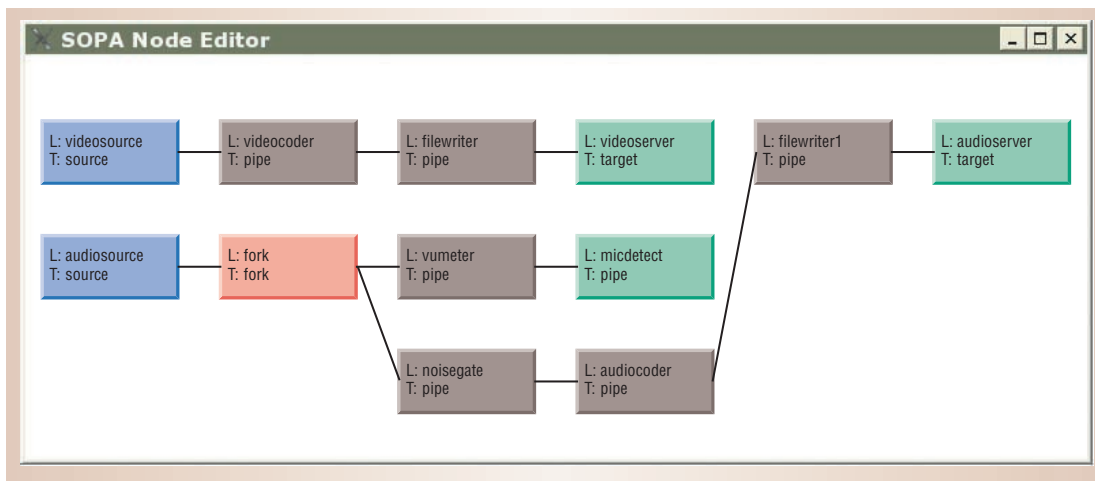 SOPA Node Editor
L: videosource
T: source
L: videocoder
T: pipe
L: filewriter
T: pipe
L: videoserver
T: target
L: filewriter1
T: pipe
L: audioserver
T: target
L: audiosource
T: source
L: fork
T: fork
L: vumeter
T: pipe
L: micdetect
T: pipe
L: noisegate
T: pipe
L: audiocoder
T: pipe